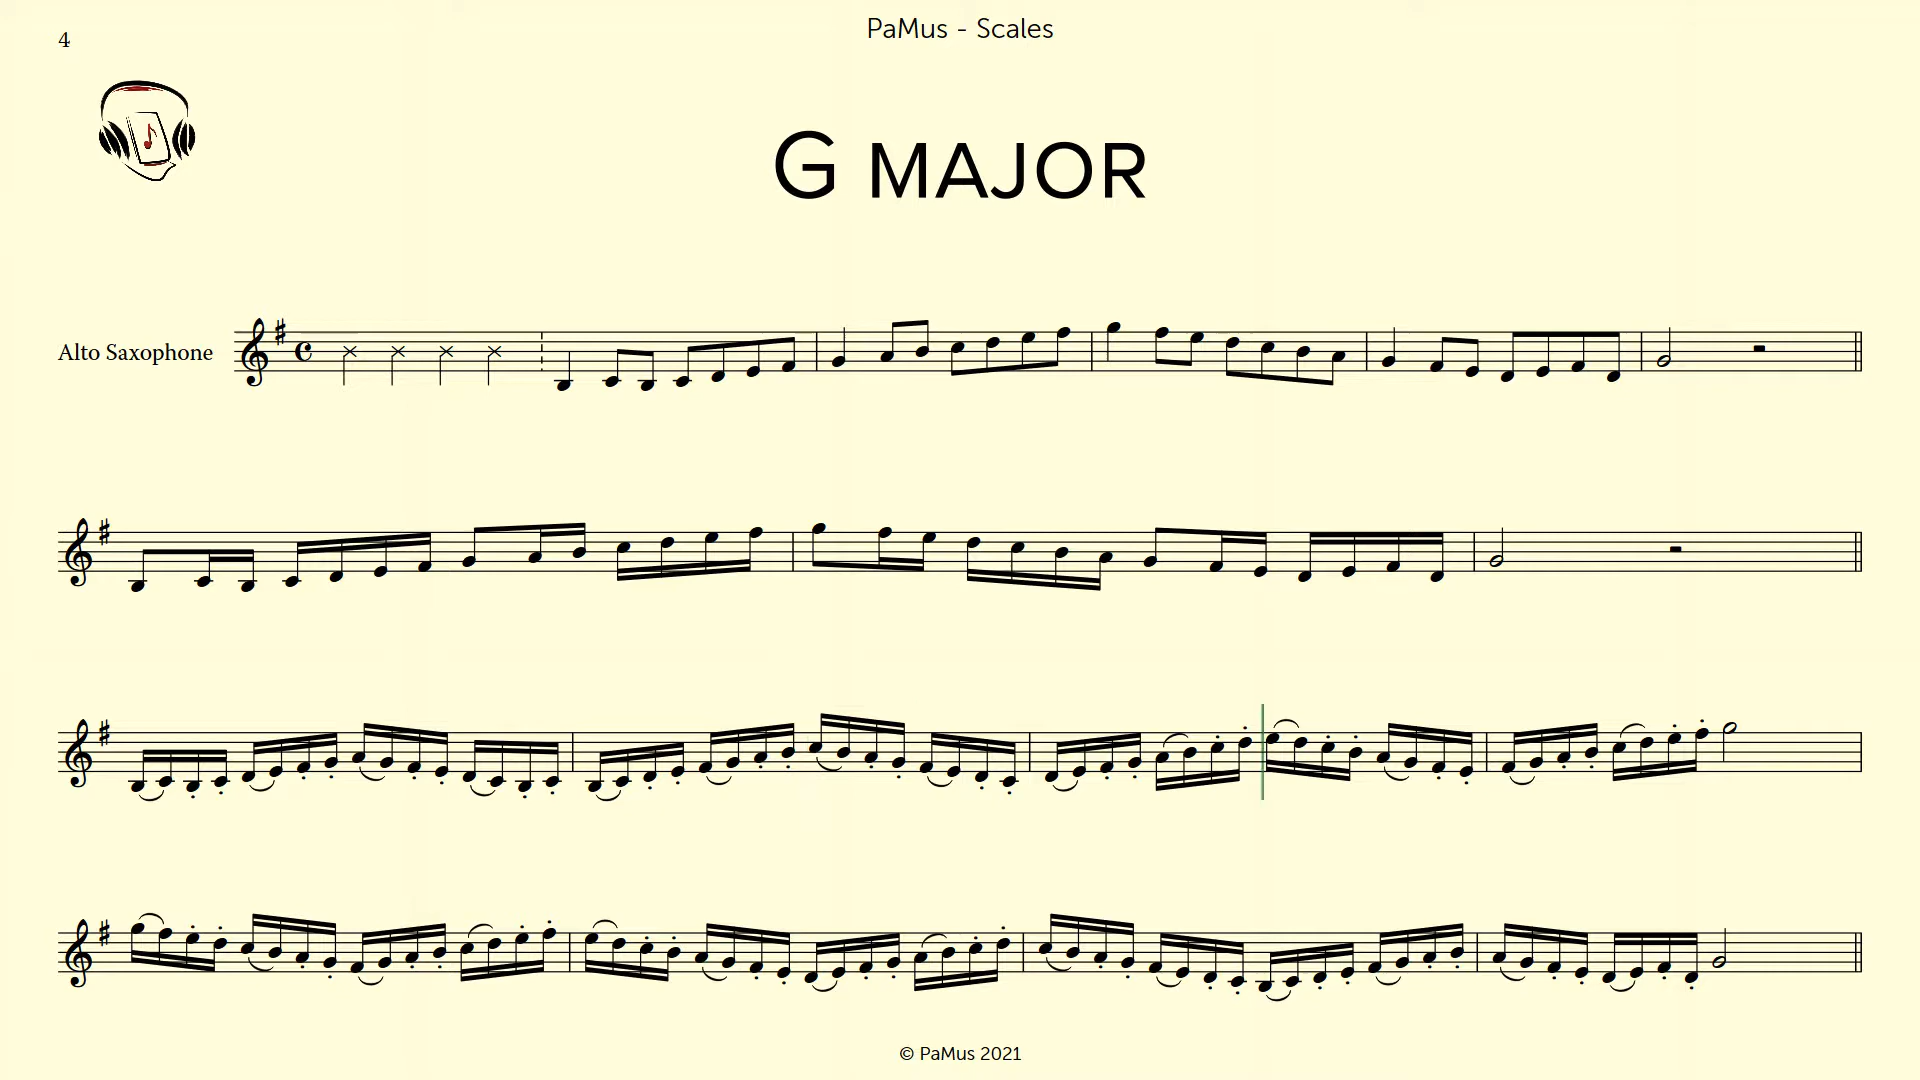 4
PaMus - Scales
G MAJOR
Alto Saxophone
© PaMus 2021